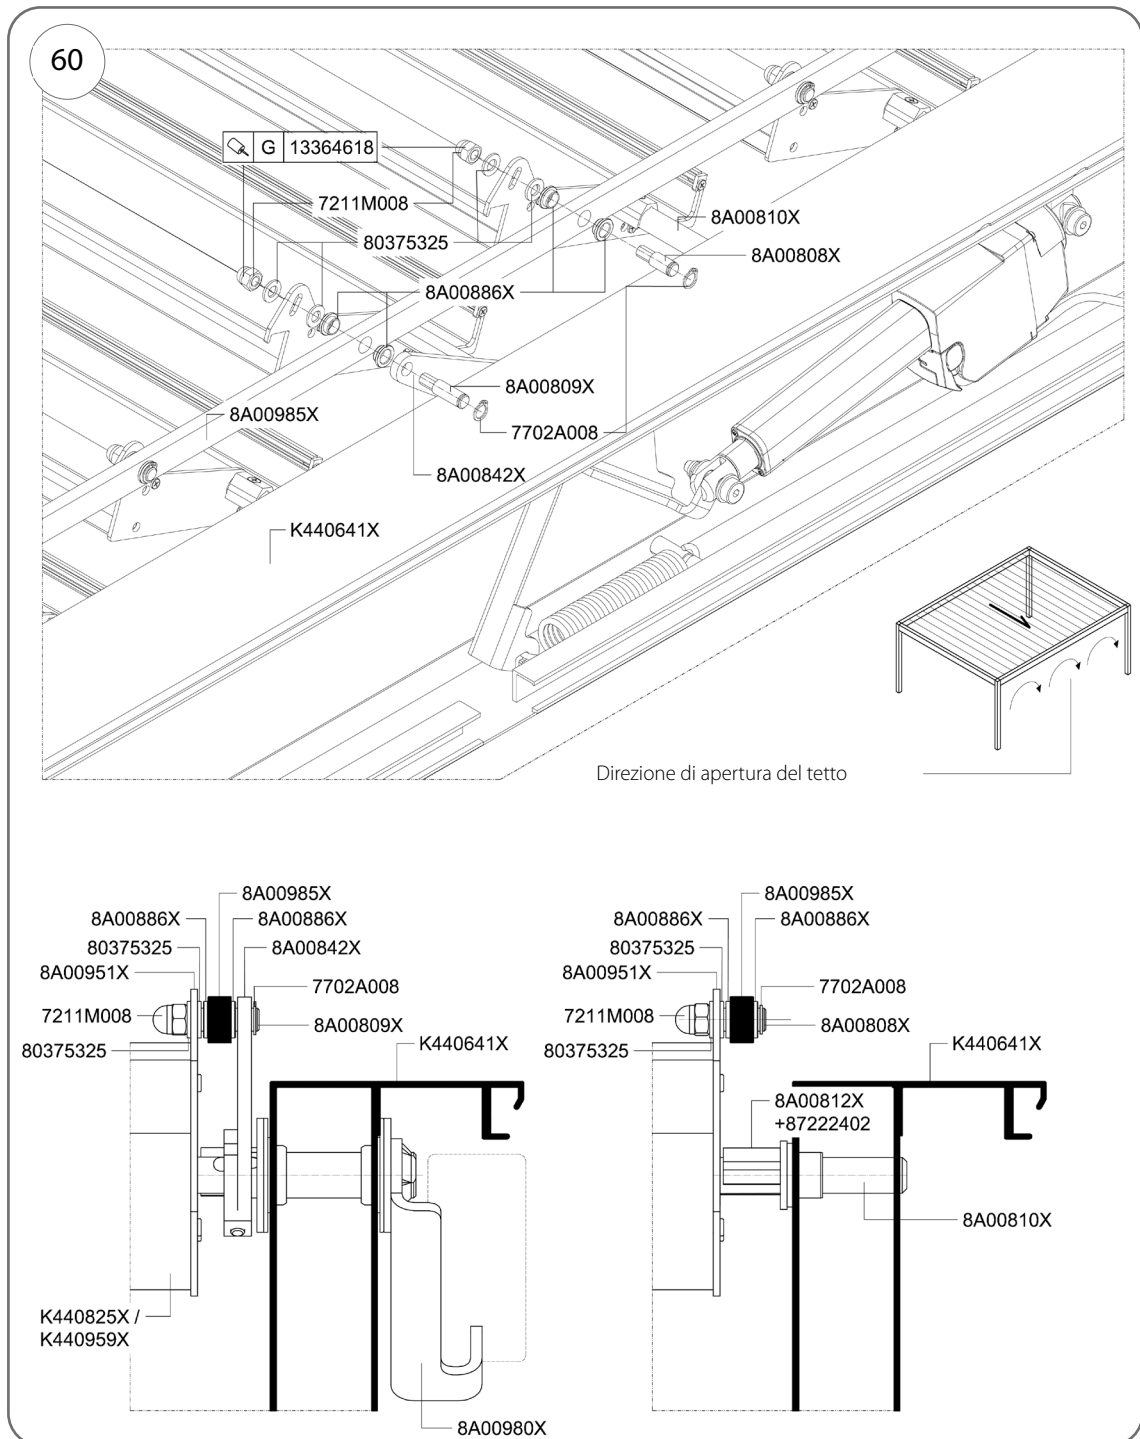 60
G 13364618
7211M008
80375325
8A00886X
8A00810X
8A00808X
8A00809X
7702A008
8A00985X
8A00842X
K440641X
Direzione di apertura del tetto
8A00985X
8A00886X
8A00886X
80375325
8A00842X
8A00951X
7702A008
7211M008
8A00809X
80375325
K440641X
K440825X /
K440959X
8A00980X
8A00985X
8A00886X
8A00886X
80375325
8A00951X
7702A008
7211M008
8A00808X
80375325
K440641X
8A00812X
+87222402
8A00810X